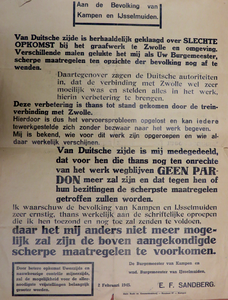 Aan de Bevolking van
Kampen en IJsselmuiden.
Van Duitsche zijde is herhaaldelijk geklaagd over SLECHTE
OPKOMST bij het graafwerk te Zwolle en omgeving.
Verschillende malen gelukte het mij als Uw Burgemeester,
scherpe maatregelen ten opzichte der bevolking nog af te
wenden.
Daartegenover zagen de Duitsche autoriteiten
in, dat de verbinding met Zwolle wel zeer
moeilijk was en stelden alles in het werk,
hierin verbetering te brengen.
Deze verbetering is thans tot stand gekomen door de trein-
verbinding met Zwolle.
Hierdoor is dus het vervoersprobleem opgelost en kan iedere
tewerkgestelde zich zonder bezwaar naar het werk begeven.
Mij is bekend, wie voor dit werk zijn opgeroepen en wie al-
daar werkelijk verschijnen.
Van Duitsche zijde is mij medegedeeld,
dat voor hen die thans nog ten onrechte
van het werk wegblijven GEEN PAR-
DON meer zal zijn en dat tegen hen of
hun bezittingen de scherpste maatregelen
getroffen zullen worden.
Ik waarschuw de bevolking van Kampen en IJsselmuiden
zeer ernstig, thans werkelijk aan de schriftelijke oproepen
die ik hen toezond en nog toe zal zenden te voldoen,
daar het mij anders niet meer moge-
lijk zal zijn de boven aangekondigde
scherpe maatregelen te voorkomen.
De Burgemeester van Kampen en
wnd. Burgemeester van IJsselmuiden,
E. F. SANDBERG.
1 Februari 1945.